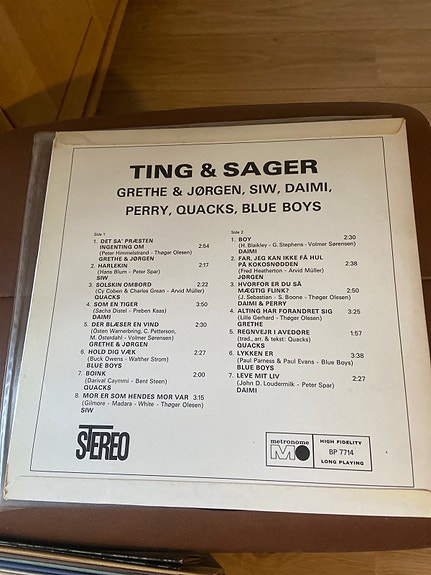 TING & SAGER
GRETHE & JØRGEN, SIW, DAIMI,
PERRY, QUACKS, BLUE BOYS
Side 1
1. DET SA' PRÆSTEN
INGENTING OM 2:54
(Peter Himmelstrand - Thøger Olesen)
GRETHE & JØRGEN
2. HARLEKIN 2:17
(Hans Blum - Peter Spar)
SIW
3. SOLSKIN OMBORD 2:22
(Cy Coben & Charles Grean - Arvid Müller)
QUACKS
4. SOM EN TIGER 3:50
(Sacha Distel - Preben Kaas)
DAIMI
5. DER BLÆSER EN VIND 2:30
(Östen Warnerbring, C. Petterson,
M. Österdahl - Volmer Sørensen)
GRETHE & JØRGEN
6. HOLD DIG VÆK 2:27
(Buck Owens - Walther Strøm)
BLUE BOYS
7. BOINK 2:00
(Darival Caymmi - Bent Steen)
QUACKS
8. MOR ER SOM HENDES MOR VAR 3:15
(Gilmore - Madara - White - Thøger Olesen)
SIW
Side 2
1. BOY 2:30
(H. Blaikley - G. Stephens - Volmer Sørensen)
DAIMI
2. FAR, JEG KAN IKKE FÅ HUL
PÅ KOKOSNØDDEN 2:38
(Fred Heatherton - Arvid Müller)
JØRGEN
3. HVORFOR ER DU SÅ
MÆGTIG FLINK? 2:50
(J. Sebastian - S. Boone - Thøger Olesen)
DAIMI & PERRY
4. ALTING HAR FORANDRET SIG 3:25
(Lille Gerhard - Thøger Olesen)
GRETHE
5. REGNVEJR I AVEDØRE 1:57
(trad., arr. & tekst: Quacks)
QUACKS
6. LYKKEN ER 3:38
(Paul Parness & Paul Evans - Blue Boys)
BLUE BOYS
7. LEVE MIT LIV 2:27
(John D. Loudermilk - Peter Spar)
DAIMI
STEREO
metronome
HIGH FIDELITY
BP 7714
LONG PLAYING